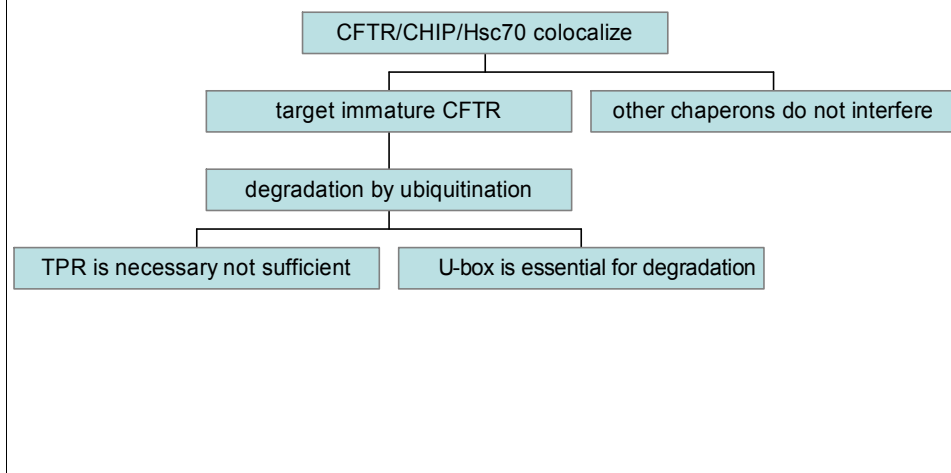 CFTR/CHIP/Hsc70 colocalize
target immature CFTR
other chaperons do not interfere
degradation by ubiquitination
TPR is necessary not sufficient
U-box is essential for degradation